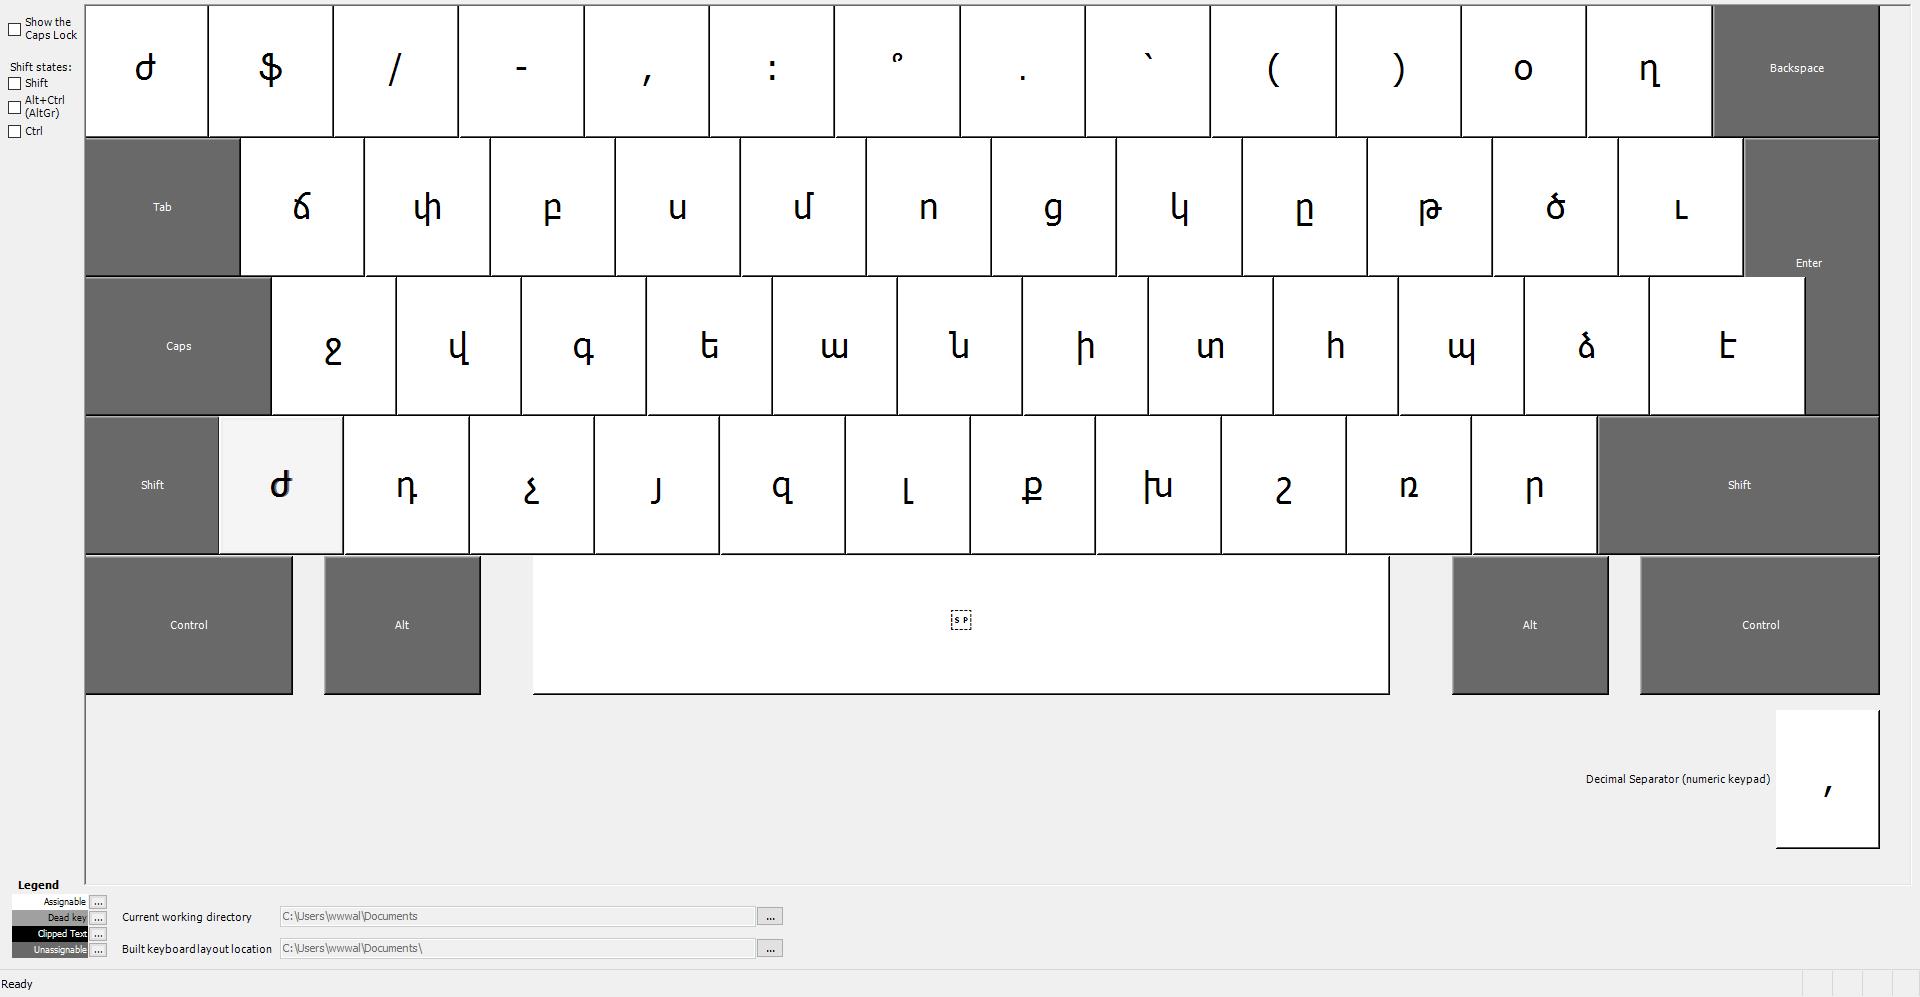 Show the
Caps Lock
Shift states:
Shift
Alt+Ctrl
(AltGr)
Ctrl
ժ ֆ / - , : ՞ . ՝ ( ) օ ղ Backspace
Tab ճ փ բ ս մ ո ց կ ը թ ծ ւ
Enter
Caps ջ վ գ ե ա ն ի տ հ պ ձ է
Shift ժ դ չ յ զ լ ք խ շ ռ ր Shift
Control Alt SP Alt Control
Decimal Separator (numeric keypad) ,
Legend
Assignable ...
Dead key ...
Clipped Text ...
Unassignable ...
Current working directory C:\Users\wwwal\Documents ...
Built keyboard layout location C:\Users\wwwal\Documents\ ...
Ready